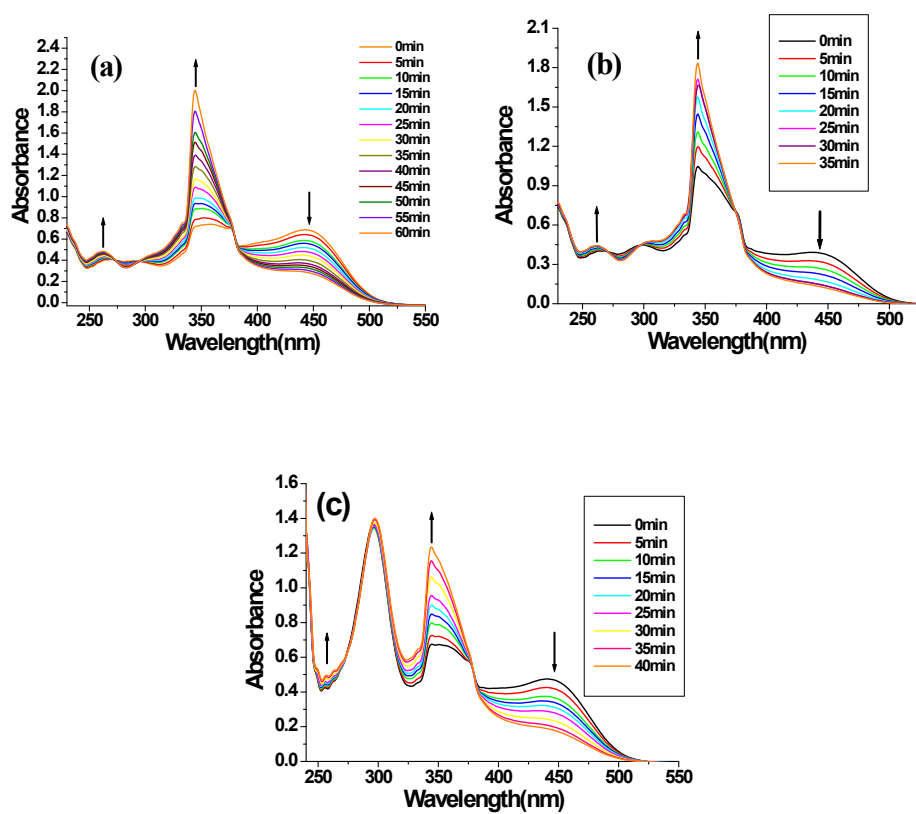 (a)
2.4
2.2
2.0
1.8
1.6
1.4
1.2
1.0
0.8
0.6
0.4
0.2
0.0
Absorbance
250 300 350 400 450 500 550
Wavelength(nm)
0min
5min
10min
15min
20min
25min
30min
35min
40min
45min
50min
55min
60min
(b)
2.1
1.8
1.5
1.2
0.9
0.6
0.3
0.0
Absorbance
250 300 350 400 450 500
Wavelength(nm)
0min
5min
10min
15min
20min
25min
30min
35min
(c)
1.6
1.4
1.2
1.0
0.8
0.6
0.4
0.2
0.0
Absorbance
250 300 350 400 450 500 550
Wavelength(nm)
0min
5min
10min
15min
20min
25min
30min
35min
40min